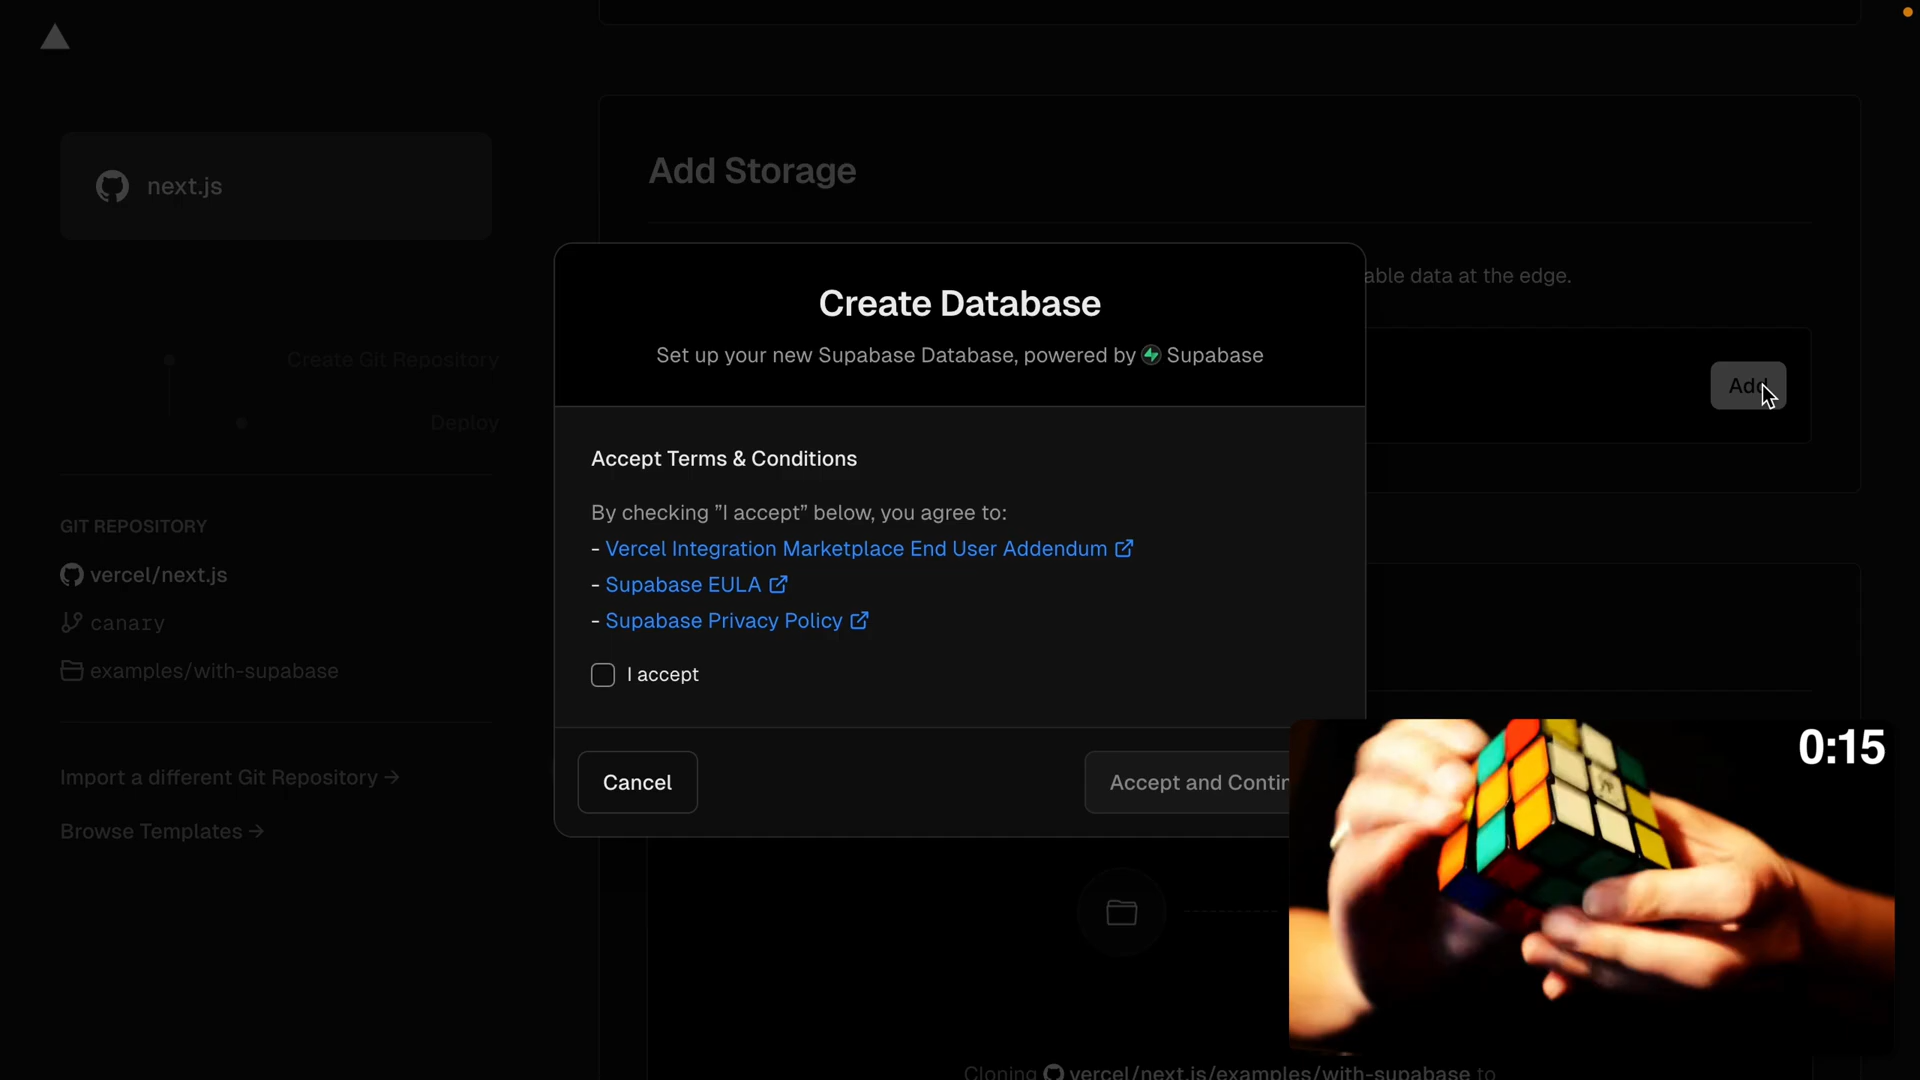 next.js
Create Git Repository
Deploy
GIT REPOSITORY
vercel/next.js
canary
examples/with-supabase
Import a different Git Repository →
Browse Templates →
Add Storage
able data at the edge.
Add
Create Database
Set up your new Supabase Database, powered by Supabase
Accept Terms & Conditions
By checking ”I accept” below, you agree to:
- Vercel Integration Marketplace End User Addendum
- Supabase EULA
- Supabase Privacy Policy
I accept
Cancel
Accept and Contin
0:15
Cloning vercel/next.js/examples/with-supabase to